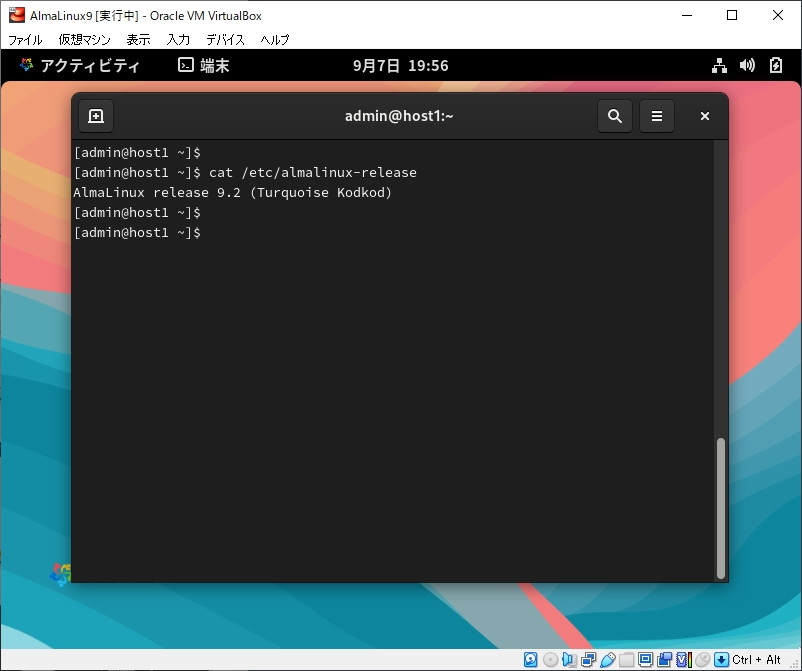 AlmaLinux9 [実行中] - Oracle VM VirtualBox
ファイル 仮想マシン 表示 入力 デバイス ヘルプ
アクティビティ 端末 9月7日 19:56
admin@host1:~
[admin@host1 ~]$
[admin@host1 ~]$ cat /etc/almalinux-release
AlmaLinux release 9.2 (Turquoise Kodkod)
[admin@host1 ~]$
[admin@host1 ~]$
Ctrl + Alt